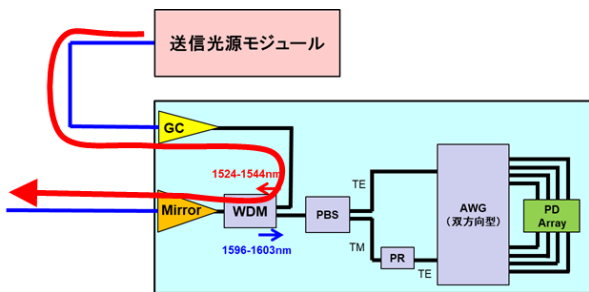 送信光源モジュール
GC
1524-1544nm
Mirror
WDM
1596-1603nm
PBS
TE
TM
PR
TE
AWG
（双方向型）
PD
Array